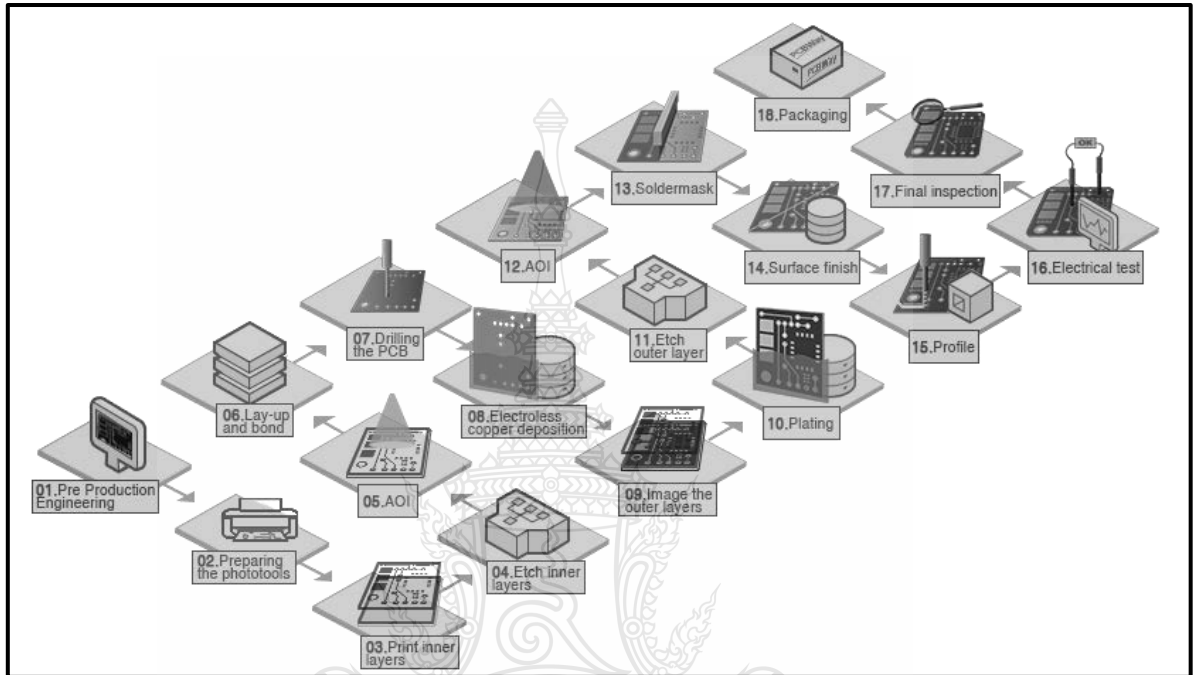 01.Pre Production
Engineering
02.Preparing
the phototools
03.Print inner
layers
04.Etch inner
layers
05.AOI
06.Lay-up
and bond
07.Drilling
the PCB
08.Electroless
copper deposition
09.Image the
outer layers
10.Plating
11.Etch
outer layer
12.AOI
13.Soldermask
14.Surface finish
15.Profile
16.Electrical test
OK
17.Final inspection
18.Packaging
PCBWay
PCBWay